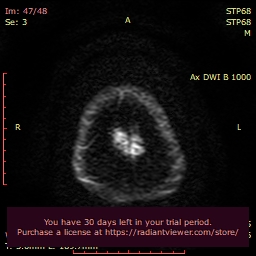 Im: 47/48
Se: 3
A
STP68
STP68
M
Ax DWI B 1000
R
L
You have 30 days left in your trial period.
Purchase a license at https://radiantviewer.com/store/